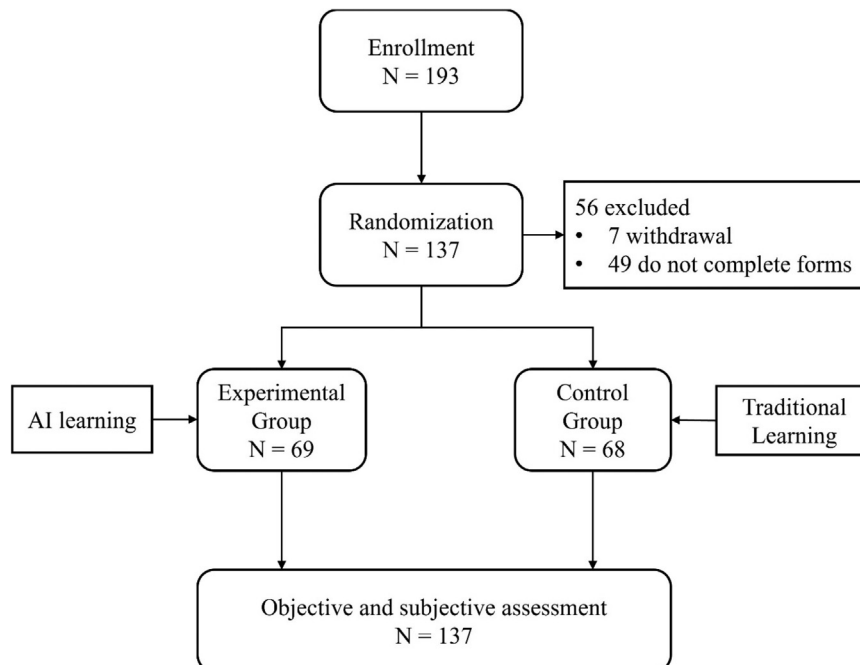 Enrollment
N = 193
Randomization
N = 137
56 excluded
• 7 withdrawal
• 49 do not complete forms
AI learning
Experimental
Group
N = 69
Control
Group
N = 68
Traditional
Learning
Objective and subjective assessment
N = 137